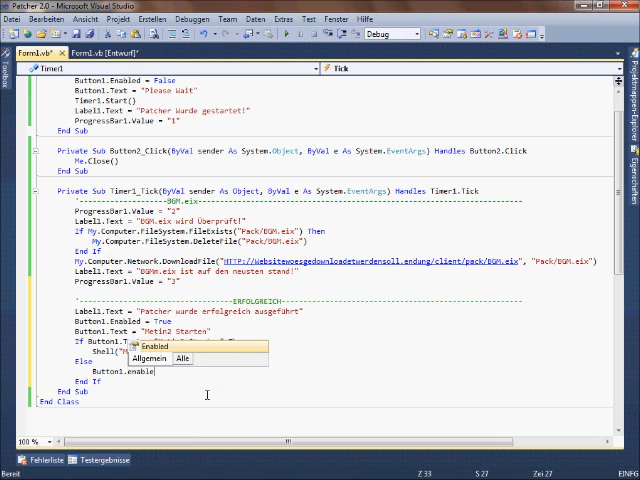 Patcher 2.0 - Microsoft Visual Studio
Datei Bearbeiten Ansicht Projekt Erstellen Debuggen Team Daten Extras Test Fenster Hilfe
Debug
Form1.vb* Form1.vb [Entwurf]*
Timer1 Tick
Toolbox
Projektmappen-Explorer
Eigenschaften
Button1.Enabled = False
Button1.Text = "Please Wait"
Timer1.Start()
Label1.Text = "Patcher Wurde gestartet!"
ProgressBar1.Value = "1"
End Sub
Private Sub Button2_Click(ByVal sender As System.Object, ByVal e As System.EventArgs) Handles Button2.Click
Me.Close()
End Sub
Private Sub Timer1_Tick(ByVal sender As Object, ByVal e As System.EventArgs) Handles Timer1.Tick
'--------------------BGM.eix--------------------
ProgressBar1.Value = "2"
Label1.Text = "BGM.eix wird Überprüft!"
If My.Computer.FileSystem.FileExists("Pack/BGM.eix") Then
My.Computer.FileSystem.DeleteFile("Pack/BGM.eix")
End If
My.Computer.Network.DownloadFile("HTTP://Websitewoesgedownloadetwerdensoll.endung/client/pack/BGM.eix", "Pack/BGM.eix")
Label1.Text = "BGMm.eix ist auf den neusten stand!"
ProgressBar1.Value = "3"
'--------------------ERFOLGREICH--------------------
Label1.Text = "Patcher wurde erfolgreich ausgeführt"
Button1.Enabled = True
Button1.Text = "Metin2 Starten"
If Button1.T
Enabled
Shell("M
Allgemein Alle
Else
Button1.enable
End If
End Sub
End Class
100 %
Fehlerliste Testergebnisse
Bereit Z 33 S 27 Zei 27 EINFG